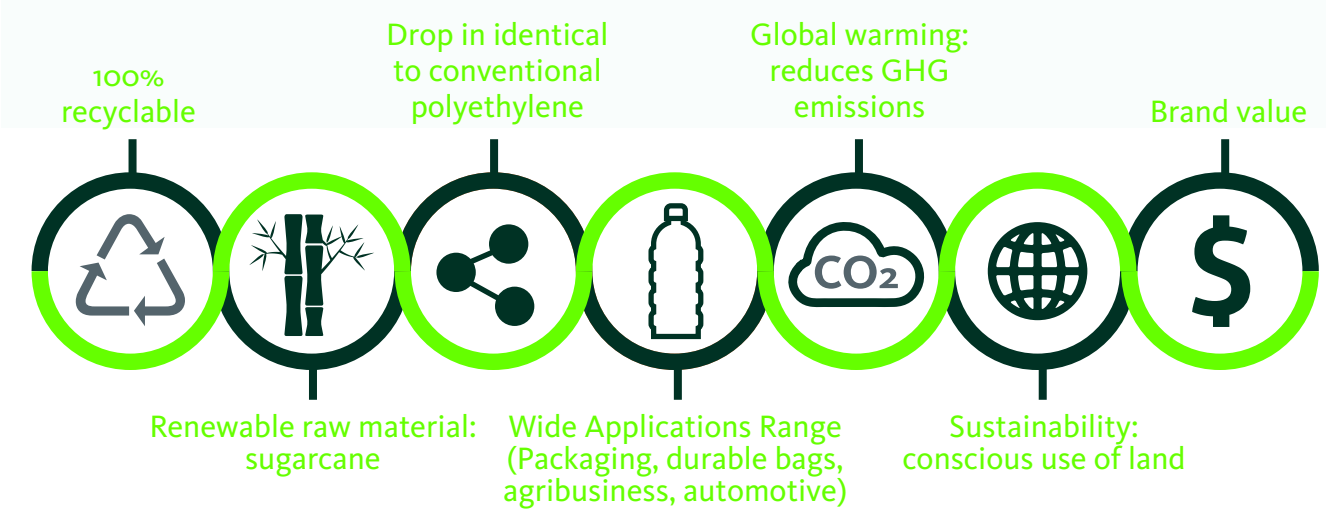 100%
recyclable
Renewable raw material:
sugarcane
Drop in identical
to conventional
polyethylene
Wide Applications Range
(Packaging, durable bags,
agribusiness, automotive)
Global warming:
reduces GHG
emissions
CO2
Sustainability:
conscious use of land
Brand value
$